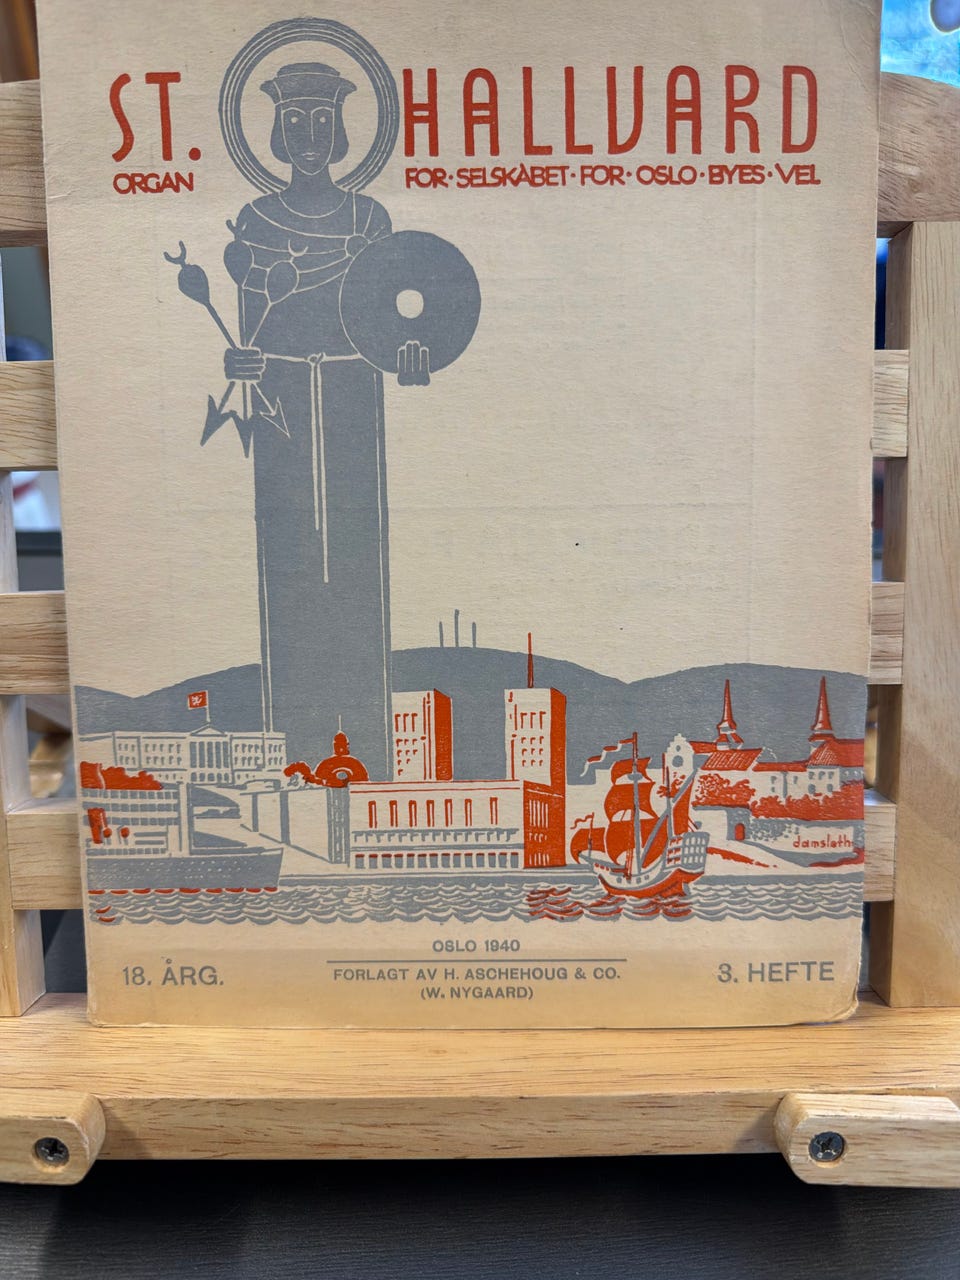 ST. HALLVARD
ORGAN FOR · SELSKÅBET · FOR · OSLO · BYES · VEL
damsleth
OSLO 1940
18. ÅRG.
FORLAGT AV H. ASCHEHOUG & CO.
(W. NYGAARD)
3. HEFTE